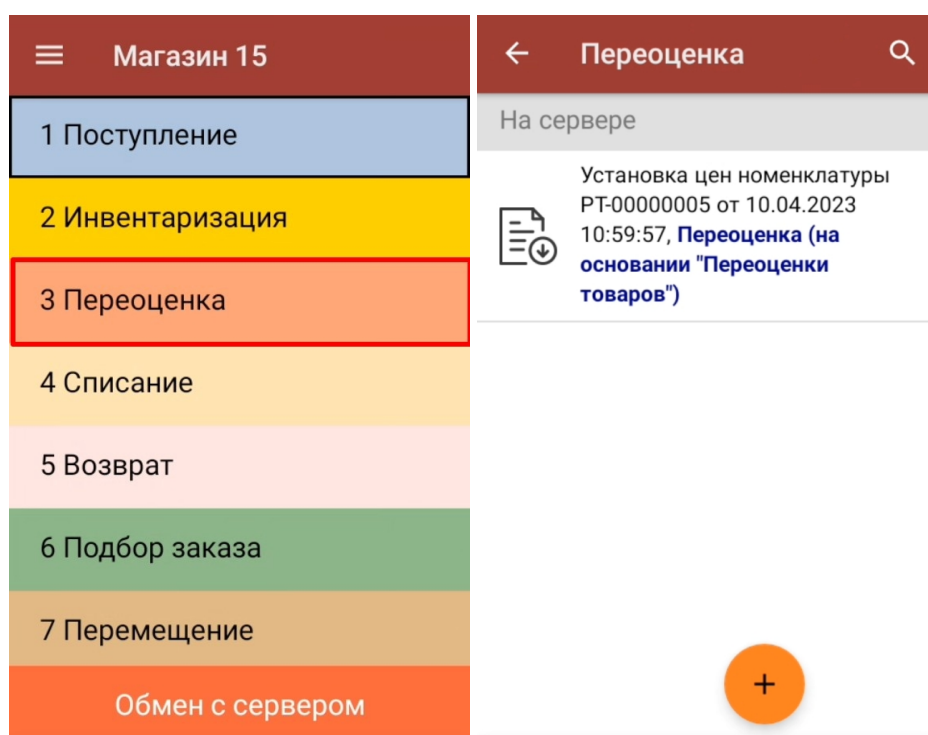 Магазин 15
1 Поступление
2 Инвентаризация
3 Переоценка
4 Списание
5 Возврат
6 Подбор заказа
7 Перемещение
Обмен с сервером
Переоценка
На сервере
Установка цен номенклатуры
РТ-00000005 от 10.04.2023
10:59:57, Переоценка (на
основании "Переоценки
товаров")
+